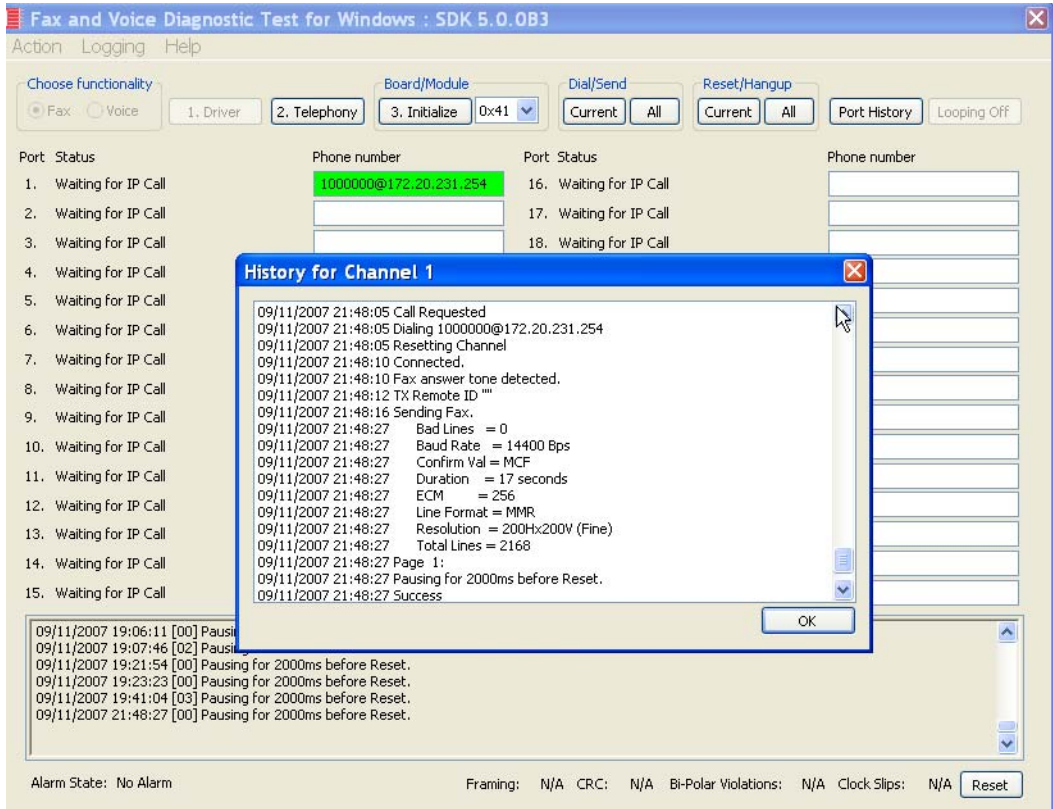 Fax and Voice Diagnostic Test for Windows : SDK 5.0.0B3
Action Logging Help
Choose functionality Board/Module Dial/Send Reset/Hangup
Fax Voice 1. Driver 2. Telephony 3. Initialize 0x41 Current All Current All Port History Looping Off
Port Status Phone number Port Status Phone number
1. Waiting for IP Call 1000000@172.20.231.254 16. Waiting for IP Call
2. Waiting for IP Call 17. Waiting for IP Call
3. Waiting for IP Call 18. Waiting for IP Call
4. Waiting for IP Call
5. Waiting for IP Call
6. Waiting for IP Call
7. Waiting for IP Call
8. Waiting for IP Call
9. Waiting for IP Call
10. Waiting for IP Call
11. Waiting for IP Call
12. Waiting for IP Call
13. Waiting for IP Call
14. Waiting for IP Call
15. Waiting for IP Call
History for Channel 1
09/11/2007 21:48:05 Call Requested
09/11/2007 21:48:05 Dialing 1000000@172.20.231.254
09/11/2007 21:48:05 Resetting Channel
09/11/2007 21:48:10 Connected.
09/11/2007 21:48:10 Fax answer tone detected.
09/11/2007 21:48:12 TX Remote ID ""
09/11/2007 21:48:16 Sending Fax.
09/11/2007 21:48:27 Bad Lines = 0
09/11/2007 21:48:27 Baud Rate = 14400 Bps
09/11/2007 21:48:27 Confirm Val = MCF
09/11/2007 21:48:27 Duration = 17 seconds
09/11/2007 21:48:27 ECM = 256
09/11/2007 21:48:27 Line Format = MMR
09/11/2007 21:48:27 Resolution = 200Hx200V (Fine)
09/11/2007 21:48:27 Total Lines = 2168
09/11/2007 21:48:27 Page 1:
09/11/2007 21:48:27 Pausing for 2000ms before Reset.
09/11/2007 21:48:27 Success
OK
09/11/2007 19:06:11 [00]
09/11/2007 19:07:46 [02]
09/11/2007 19:21:54 [00] Pausing for 2000ms before Reset.
09/11/2007 19:23:23 [00] Pausing for 2000ms before Reset.
09/11/2007 19:41:04 [03] Pausing for 2000ms before Reset.
09/11/2007 21:48:27 [00] Pausing for 2000ms before Reset.
Alarm State: No Alarm Framing: N/A CRC: N/A Bi-Polar Violations: N/A Clock Slips: N/A Reset